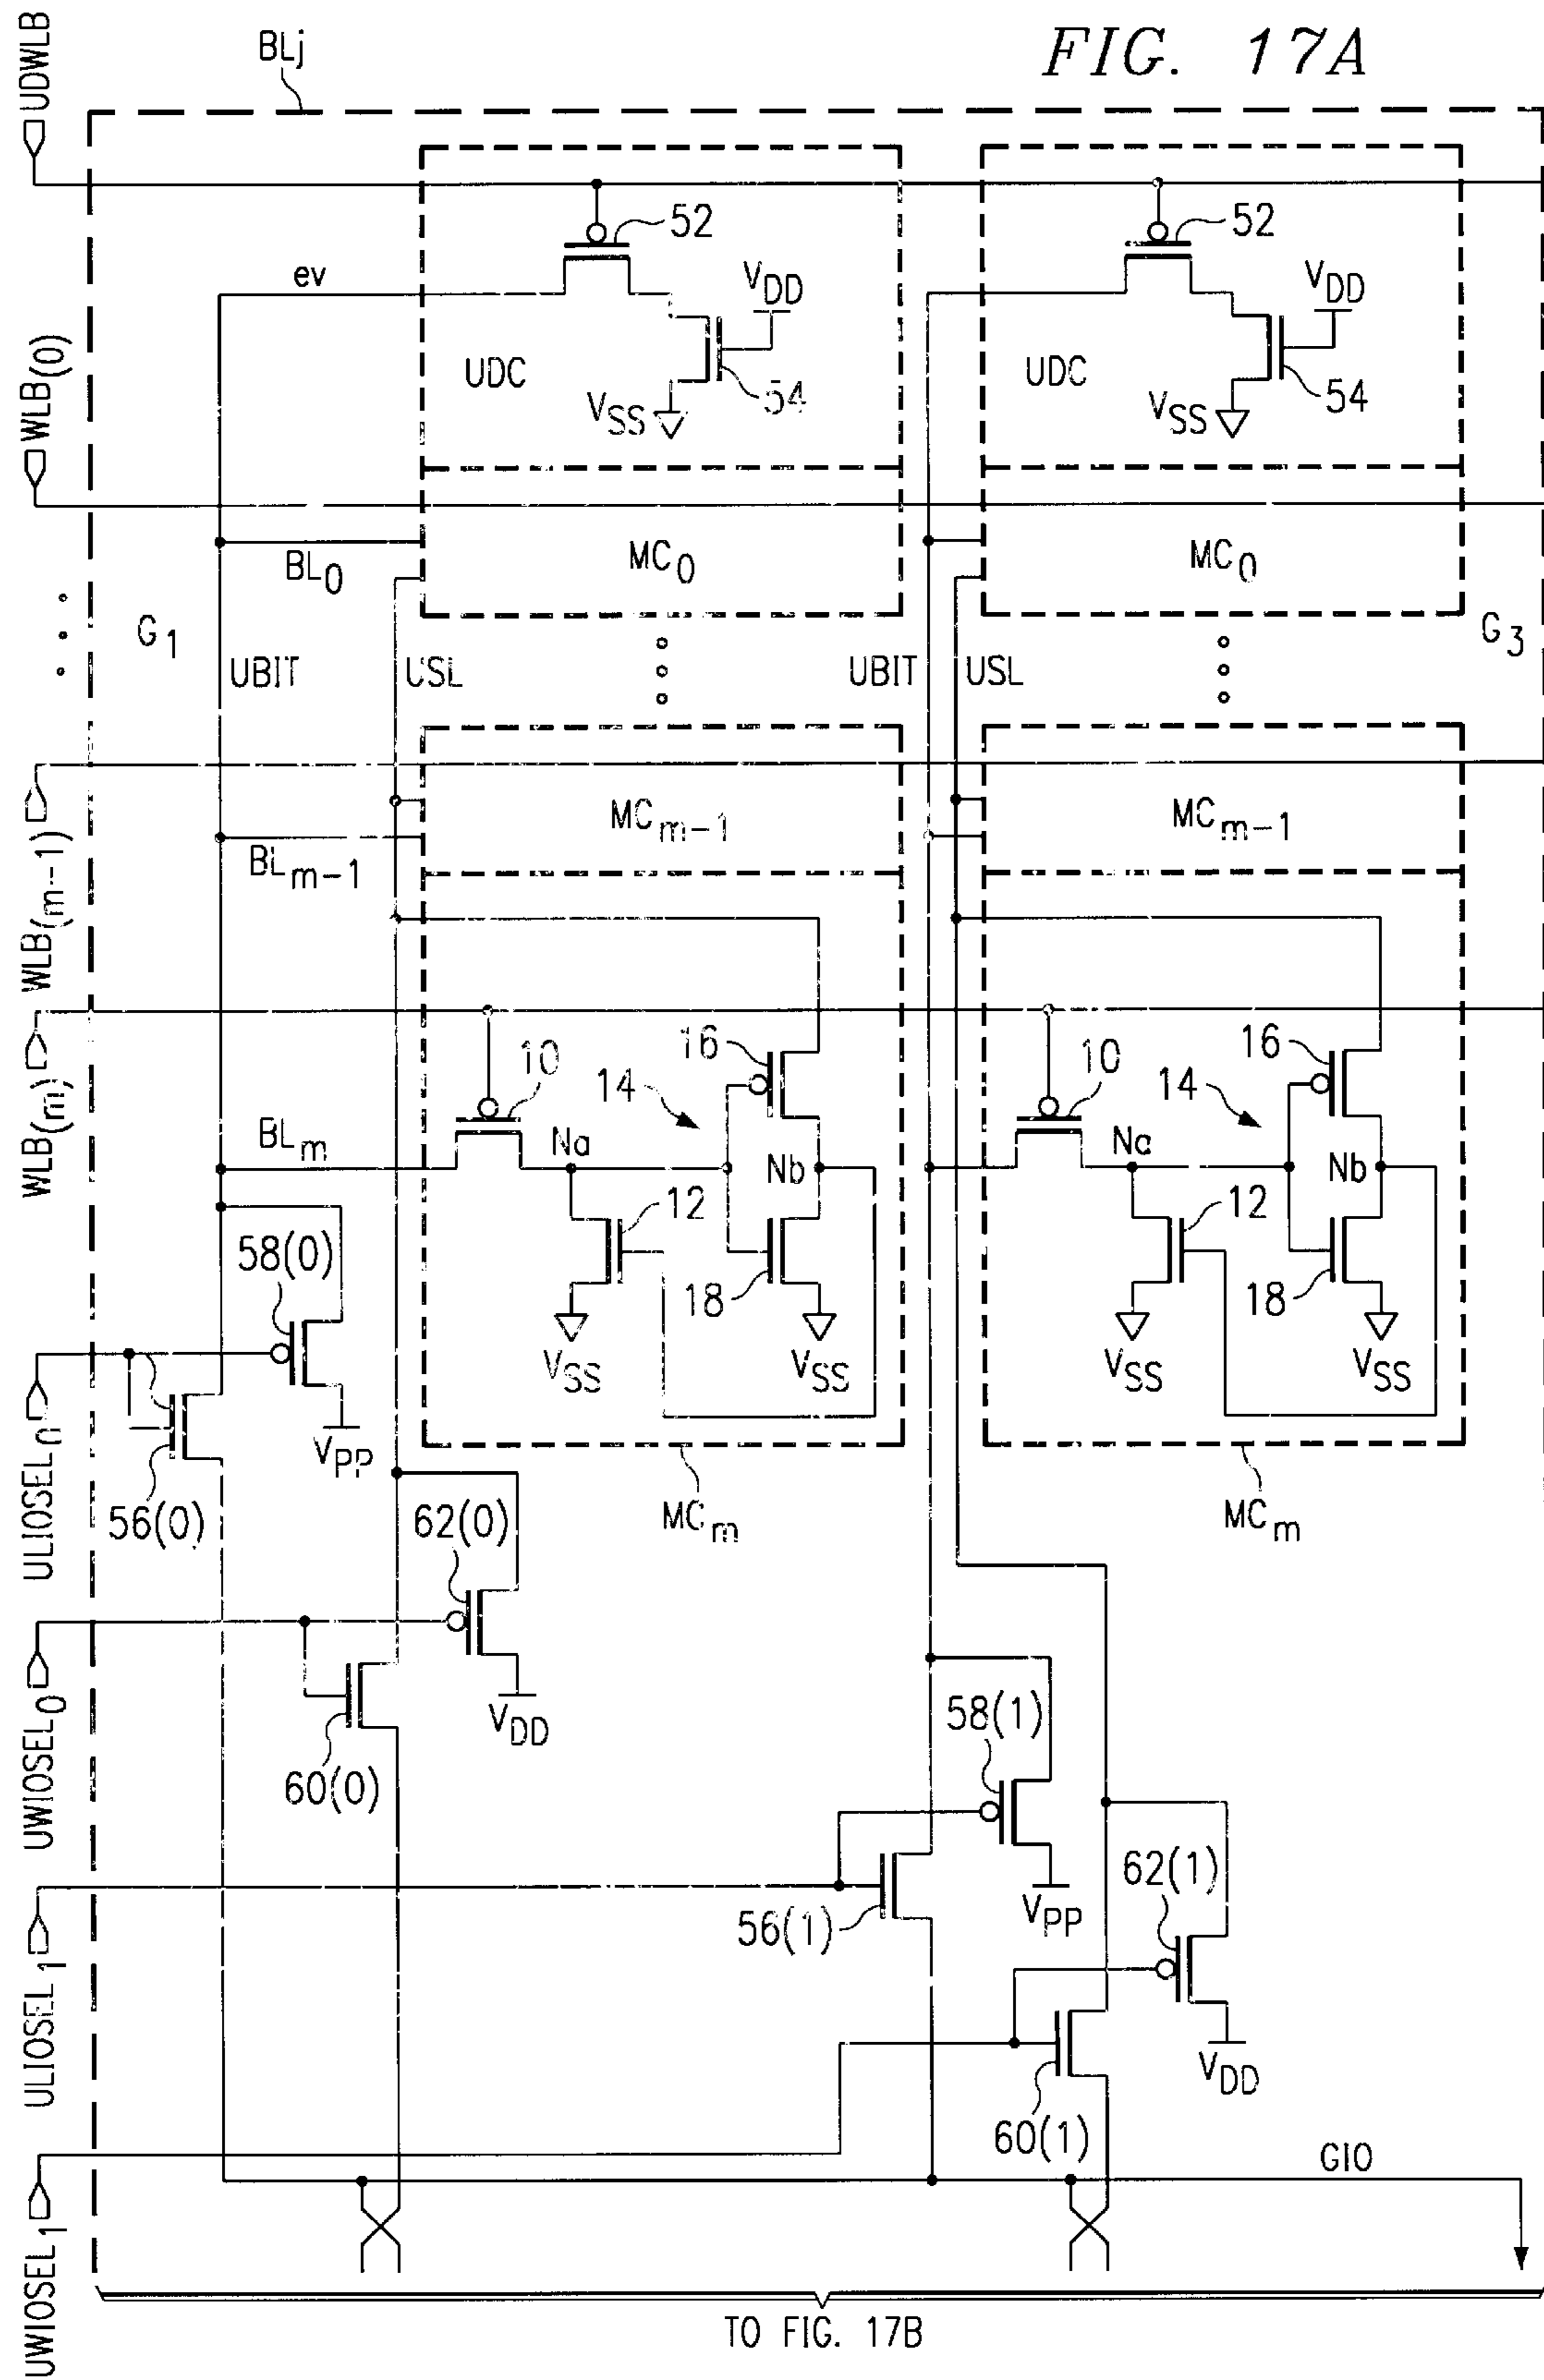 FIG. 17A
BLj
UDWLB
52
52
ev
VDD
VDD
UDC
UDC
54
54
VSS
VSS
WLB(0)
BL0
MC0
MC0
G1
G3
UBIT
USL
UBIT
USL
WLB(m-1)
MCm-1
MCm-1
BLm-1
WLB(m)
16
16
10
10
14
14
BLm
Na
Nb
Na
Nb
12
12
58(0)
18
18
VSS
VSS
VSS
VSS
VPP
ULIOSEL0
56(0)
62(0)
MCm
MCm
UWIOSEL0
VDD
58(1)
60(0)
62(1)
VPP
56(1)
ULIOSEL1
VDD
60(1)
GIO
UWIOSEL1
TO FIG. 17B